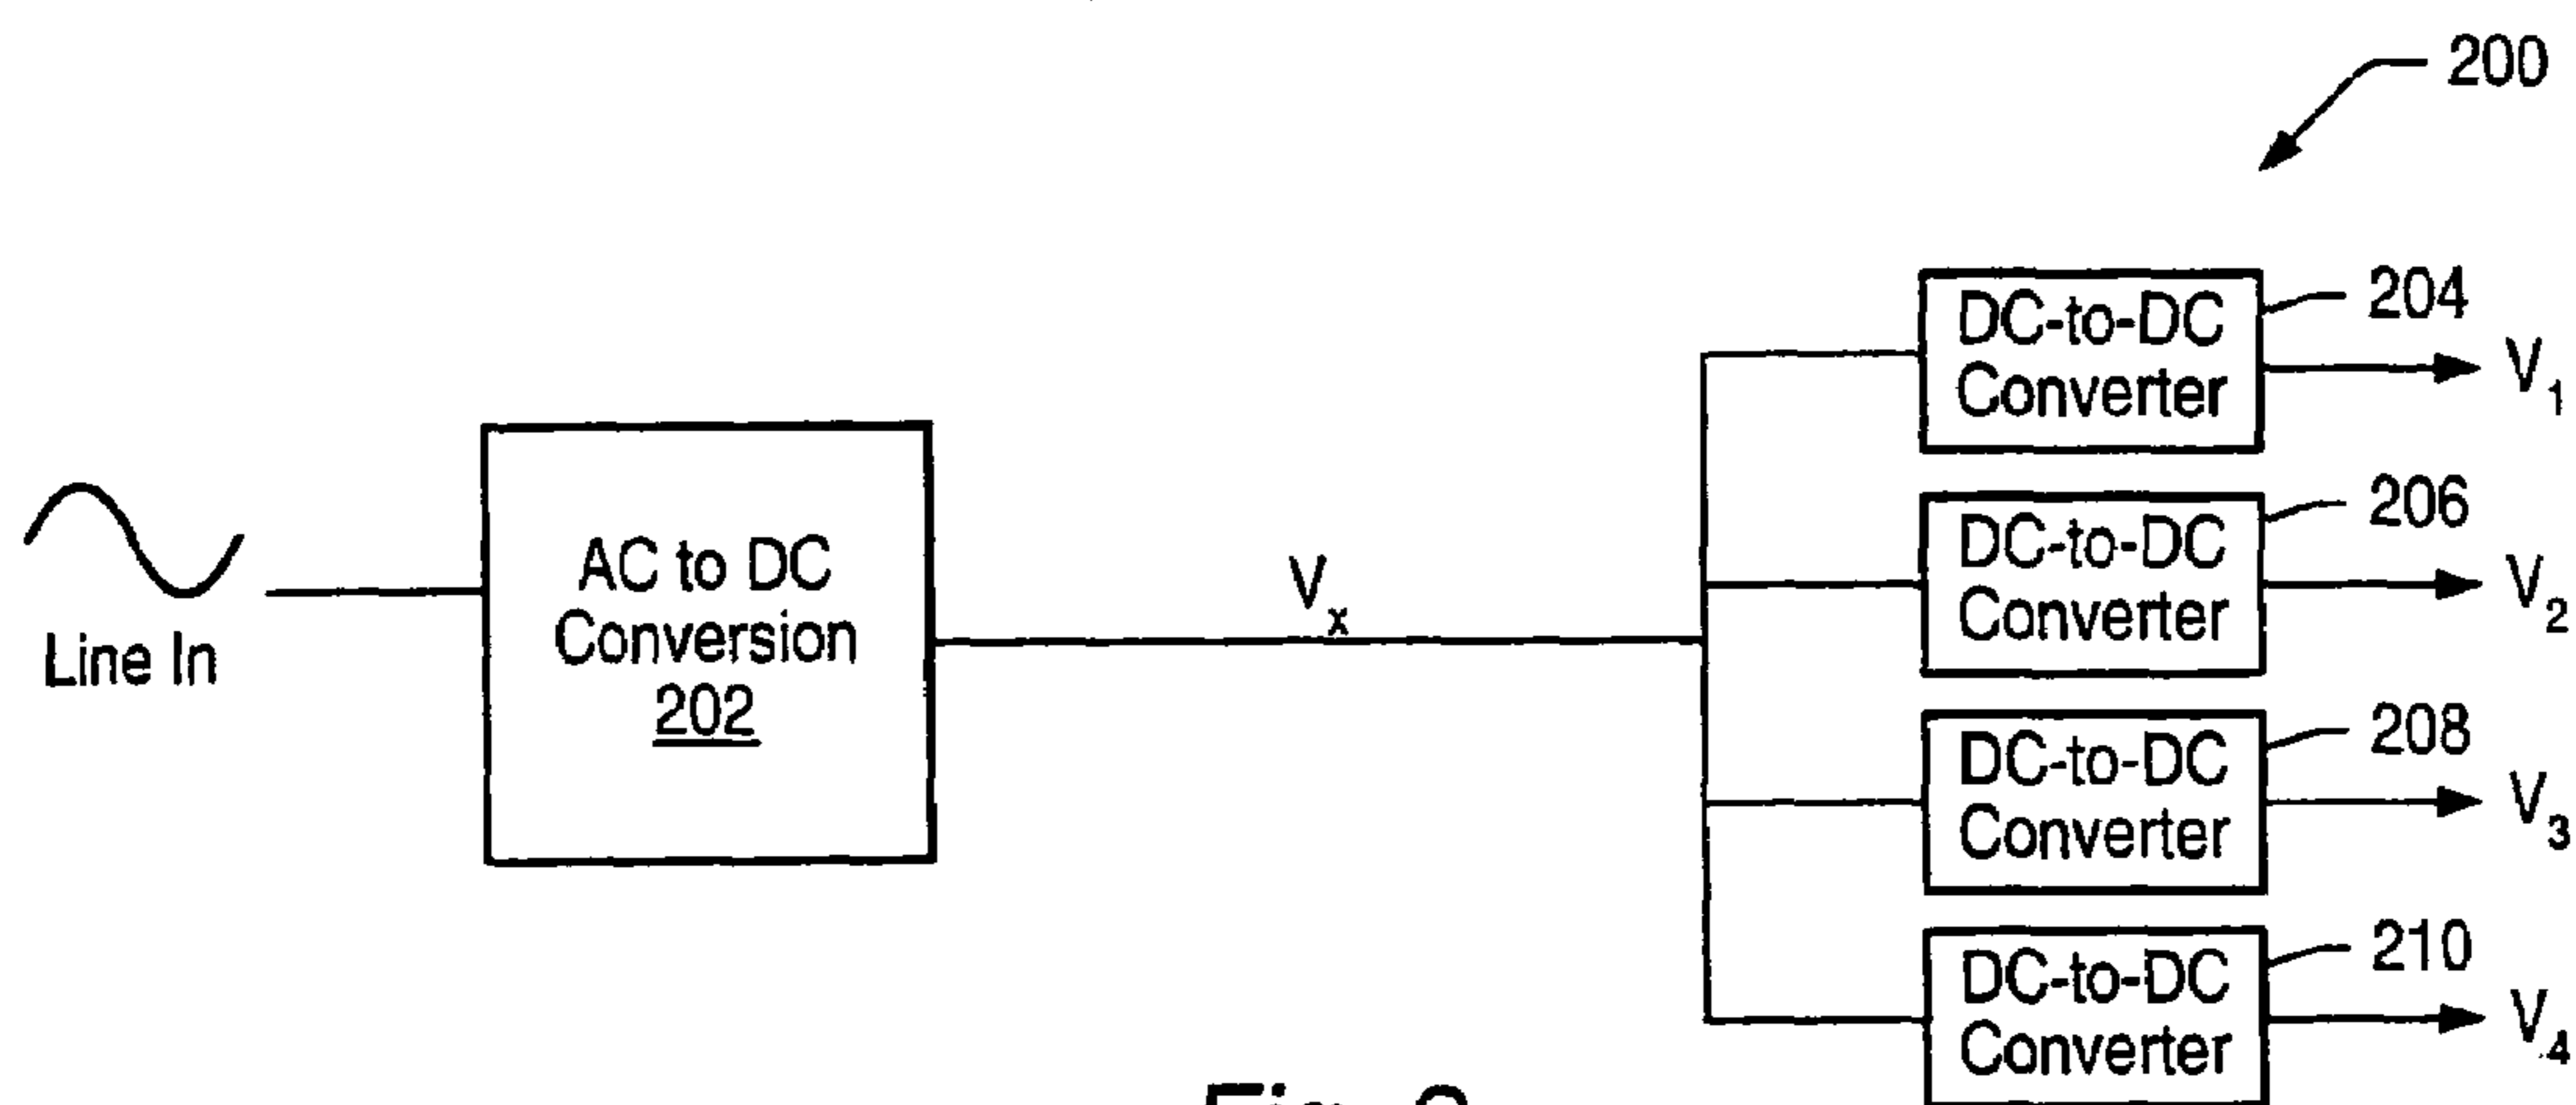 200
DC-to-DC
Converter
204
V1
DC-to-DC
Converter
206
V2
DC-to-DC
Converter
208
V3
DC-to-DC
Converter
210
V4
AC to DC
Conversion
202
Line In
Vx